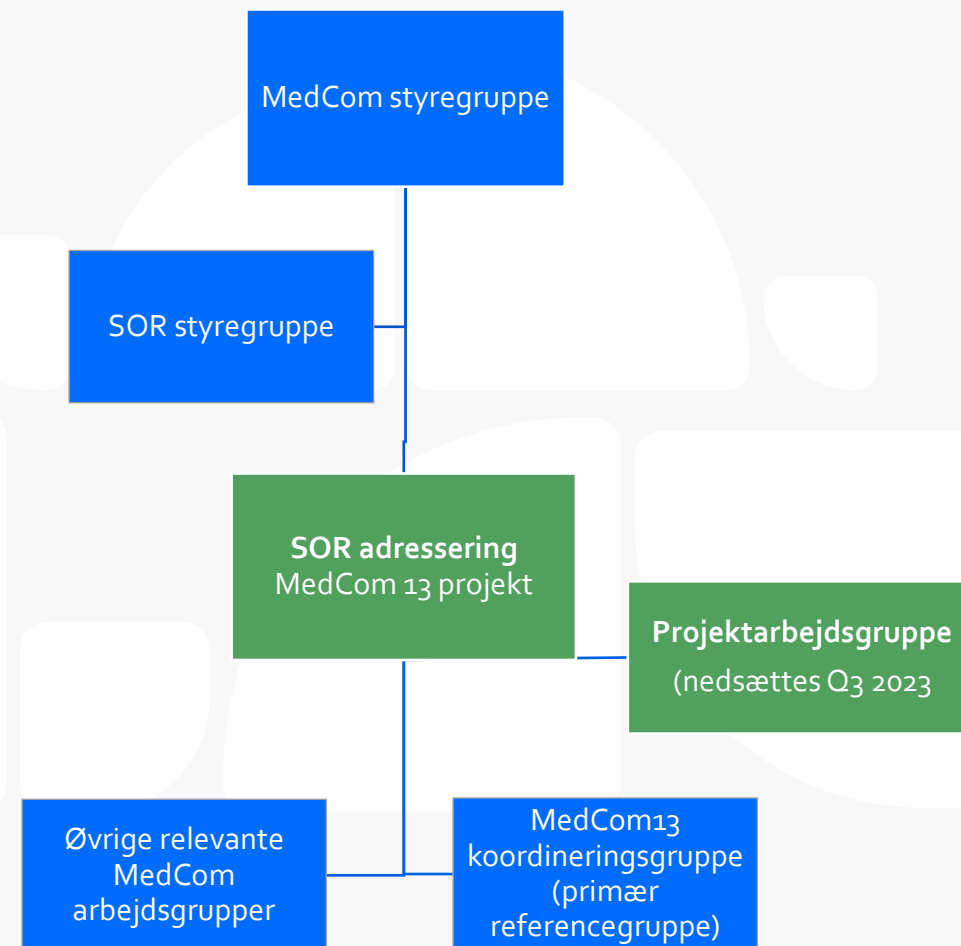 MedCom styregruppe
SOR styregruppe
SOR adressering
MedCom 13 projekt
Projektarbejdsgruppe
(nedsættes Q3 2023
Øvrige relevante
MedCom
arbejdsgrupper
MedCom13
koordineringsgruppe
(primær
referencegruppe)